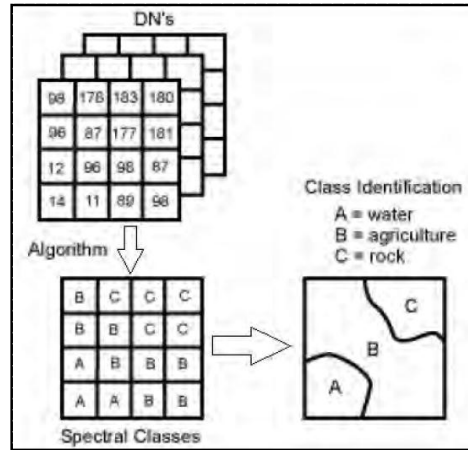 DN's
98 178 183 180
96 87 177 181
12 96 98 87
14 11 89 98
Algorithm
B C C C
B B C C
A B B B
A A B B
Spectral Classes
Class Identification
A = water
B = agriculture
C = rock
C
B
A